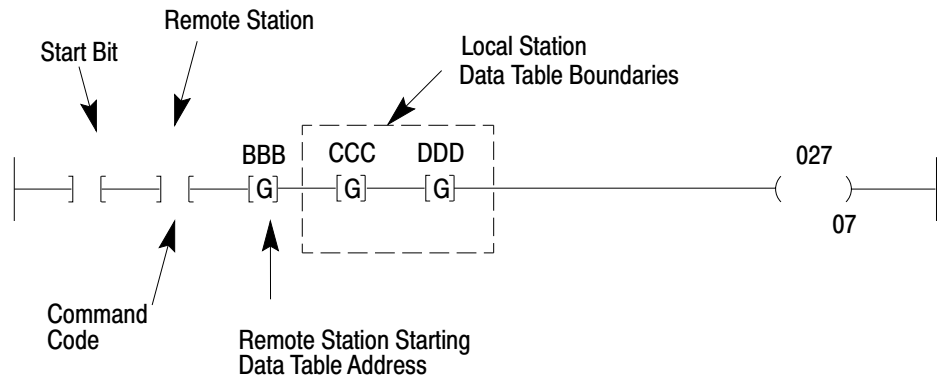 Remote Station
Start Bit
Local Station
Data Table Boundaries
BBB CCC DDD 027
] [ ] [ [G] [G] [G] ( )
07
Command
Code
Remote Station Starting
Data Table Address